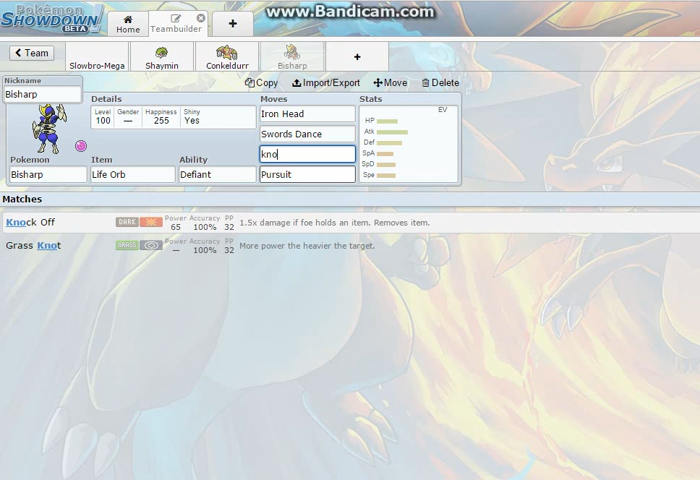 www.Bandicam.com
Pokémon
SHOWDOWN
BETA
Home
Teambuilder
+
Team
Slowbro-Mega
Shaymin
Conkeldurr
Bisharp
+
Copy Import/Export Move Delete
Nickname
Bisharp
Details
Level Gender Happiness Shiny
100 — 255 Yes
Pokemon Item Ability
Bisharp Life Orb Defiant
Moves
Iron Head
Swords Dance
kno
Pursuit
Stats
EV
HP
Atk
Def
SpA
SpD
Spe
Matches
Knock Off DARK Power 65 Accuracy 100% PP 32 1.5x damage if foe holds an item. Removes item.
Grass Knot GRASS Power — Accuracy 100% PP 32 More power the heavier the target.